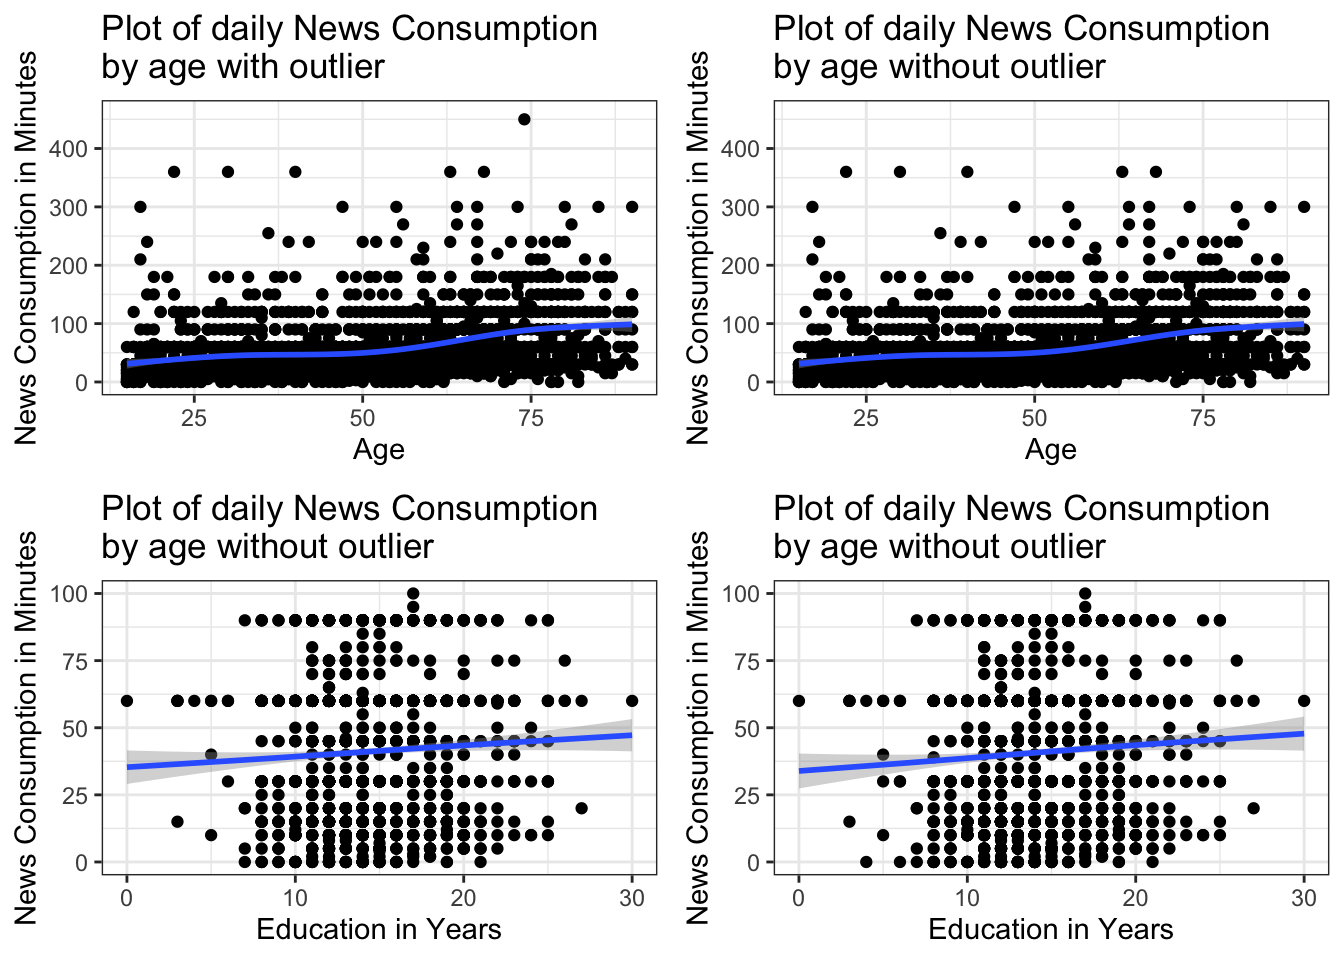 Plot of daily News Consumption
by age with outlier
News Consumption in Minutes
400
300
200
100
0
25 50 75
Age
Plot of daily News Consumption
by age without outlier
News Consumption in Minutes
400
300
200
100
0
25 50 75
Age
Plot of daily News Consumption
by age without outlier
News Consumption in Minutes
100
75
50
25
0
0 10 20 30
Education in Years
Plot of daily News Consumption
by age without outlier
News Consumption in Minutes
100
75
50
25
0
0 10 20 30
Education in Years